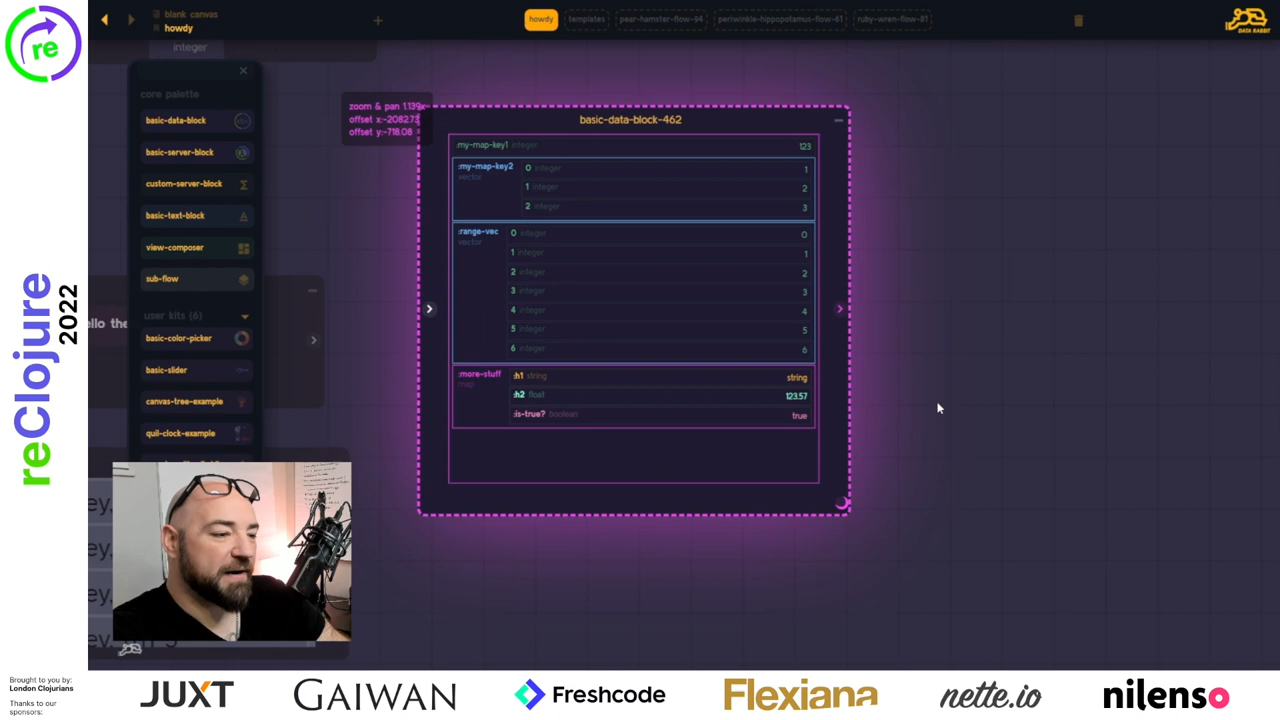 re
reClojure
2022
blank canvas
howdy
+
howdy
templates
pear-hamster-flow-94
periwinkle-hippopotamus-flow-61
ruby-wren-flow-81
DATA RABBIT
integer
core palette
basic-data-block
basic-server-block
custom-server-block
basic-text-block
view-composer
sub-flow
user kits (6)
basic-color-picker
basic-slider
canvas-tree-example
quil-clock-example
ello the
zoom & pan 1.139x
offset x:-2082.73
offset y:-718.08
basic-data-block-462
:my-map-key1 integer 123
:my-map-key2 vector
0 integer 1
1 integer 2
2 integer 3
:range-vec vector
0 integer 0
1 integer 1
2 integer 2
3 integer 3
4 integer 4
5 integer 5
6 integer 6
:more-stuff map
:h1 string string
:h2 float 123.57
:is-true? boolean true
ey,
ey,
ey,
ey,
Brought to you by:
London Clojurians
Thanks to our
sponsors:
JUXT
GAIWAN
Freshcode
Flexiana
nette.io
nilenso